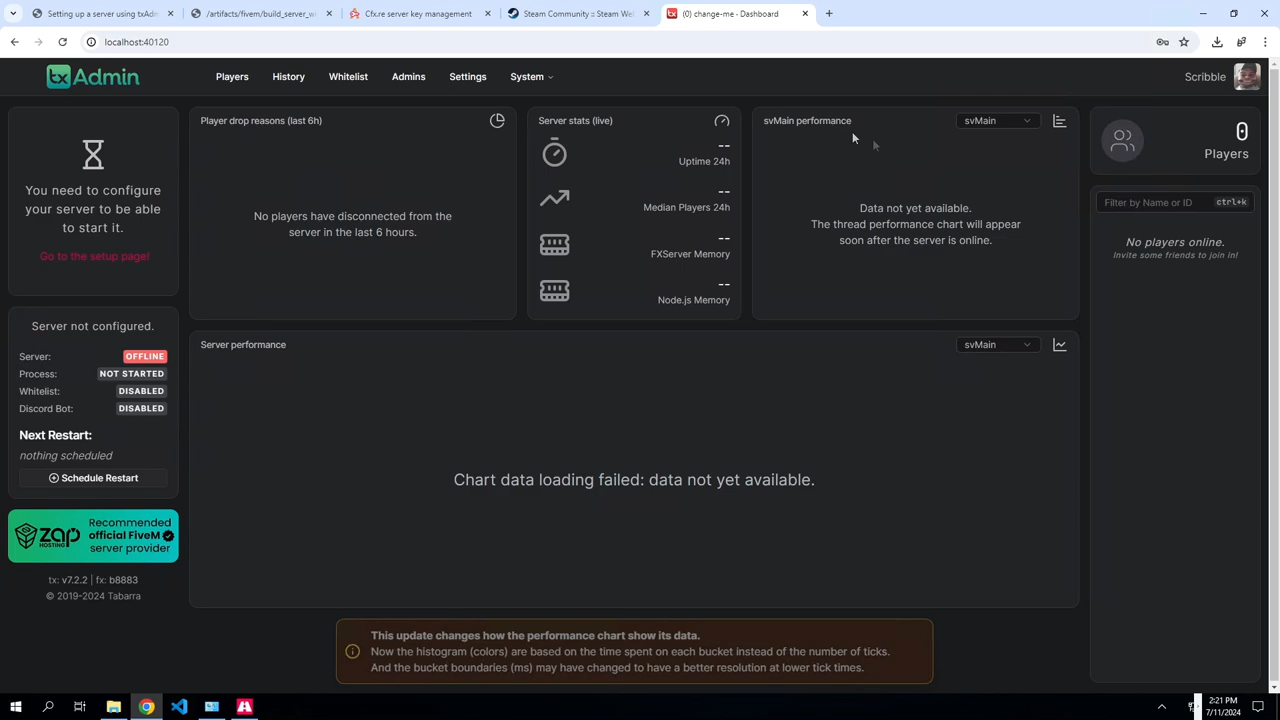 Setting up a server using txAdm
/artifacts/fivem/build_server_wi
Cfx.re server key management
Steam Community :: Steam Wel
(0) change-me - Dashboard
localhost:40120
txAdmin
Players
History
Whitelist
Admins
Settings
System
Scribble
You need to configure
your server to be able
to start it.
Go to the setup page!
Server not configured.
Server: OFFLINE
Process: NOT STARTED
Whitelist: DISABLED
Discord Bot: DISABLED
Next Restart:
nothing scheduled
Schedule Restart
ZAP HOSTING
Recommended
official FiveM
server provider
tx: v7.2.2 | fx: b8883
© 2019-2024 Tabarra
Player drop reasons (last 6h)
No players have disconnected from the
server in the last 6 hours.
Server stats (live)
--
Uptime 24h
--
Median Players 24h
--
FXServer Memory
--
Node.js Memory
svMain performance
svMain
Data not yet available.
The thread performance chart will appear
soon after the server is online.
Server performance
svMain
Chart data loading failed: data not yet available.
This update changes how the performance chart show its data.
Now the histogram (colors) are based on the time spent on each bucket instead of the number of ticks.
And the bucket boundaries (ms) may have changed to have a better resolution at lower tick times.
0
Players
Filter by Name or ID ctrl+k
No players online.
Invite some friends to join in!
2:21 PM
7/11/2024